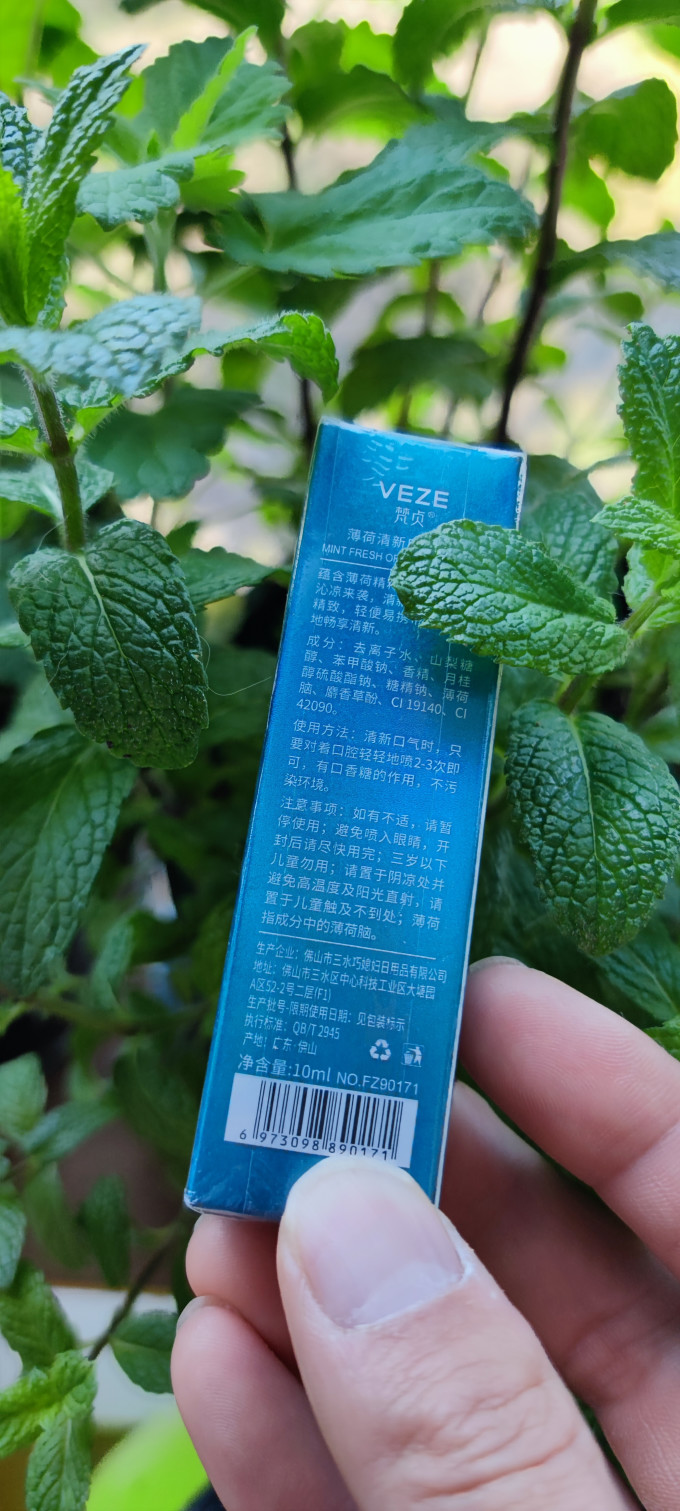 VEZE
梵贞
薄荷清新
MINT FRESH
蕴含薄荷精
沁凉来袭，清
精致，轻便易携
地畅享清新。
成分：去离子水、山梨糖
醇、苯甲酸钠、香精、月桂
醇硫酸酯钠、糖精钠、薄荷
脑、麝香草酚、CI 19140、CI
42090。
使用方法：清新口气时，只
要对着口腔轻轻地喷2-3次即
可，有口香糖的作用，不污
染环境。
注意事项：如有不适，请暂
停使用；避免喷入眼睛，开
封后请尽快用完；三岁以下
儿童勿用；请置于阴凉处并
避免高温度及阳光直射，请
置于儿童触及不到处；薄荷
指成分中的薄荷脑。
生产企业：佛山市三水巧媳妇日用品有限公司
地址：佛山市三水区中心科技工业区大塘园
A区52-2号二层(F1)
生产批号·限期使用日期：见包装标示
执行标准：QB/T 2945
产地：广东·佛山
净含量:10ml NO.FZ90171
6 973098 890171